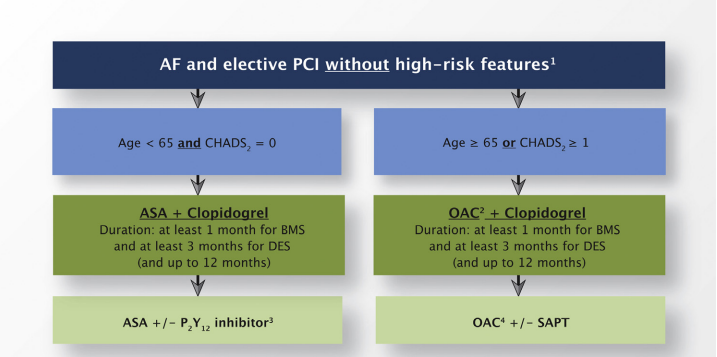 AF and elective PCI without high-risk features¹
Age < 65 and CHADS₂ = 0
Age ≥ 65 or CHADS₂ ≥ 1
ASA + Clopidogrel
Duration: at least 1 month for BMS
and at least 3 months for DES
(and up to 12 months)
OAC² + Clopidogrel
Duration: at least 1 month for BMS
and at least 3 months for DES
(and up to 12 months)
ASA +/- P₂Y₁₂ inhibitor³
OAC⁴ +/- SAPT